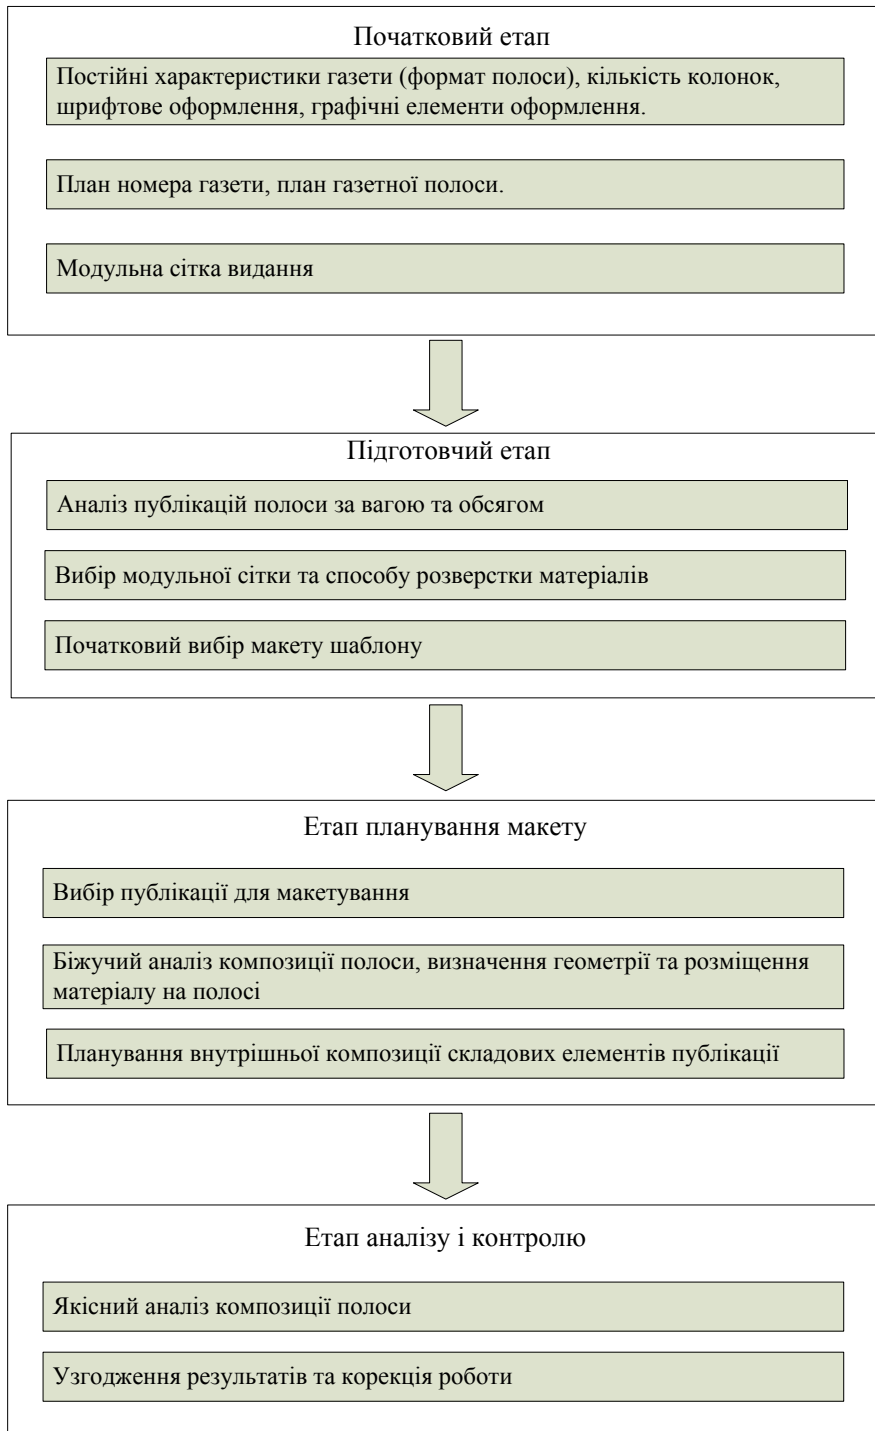 Початковий етап
Постійні характеристики газети (формат полоси), кількість колонок,
шрифтове оформлення, графічні елементи оформлення.
План номера газети, план газетної полоси.
Модульна сітка видання
Підготовчий етап
Аналіз публікацій полоси за вагою та обсягом
Вибір модульної сітки та способу розверстки матеріалів
Початковий вибір макету шаблону
Етап планування макету
Вибір публікації для макетування
Біжучий аналіз композиції полоси, визначення геометрії та розміщення
матеріалу на полосі
Планування внутрішньої композиції складових елементів публікації
Етап аналізу і контролю
Якісний аналіз композиції полоси
Узгодження результатів та корекція роботи